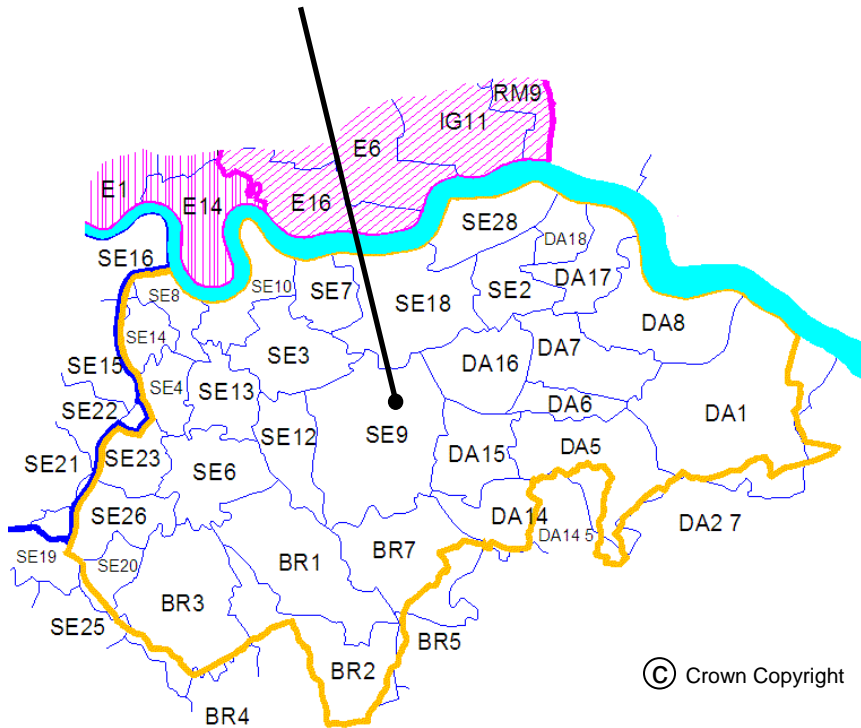 RM9
IG11
E6
E1
E14
E16
SE28
DA18
SE16
SE8
SE10
SE7
SE18
SE2
DA17
DA8
SE14
SE3
DA16
DA7
SE15
SE4
SE13
DA6
SE22
SE12
SE9
DA1
SE21
SE23
SE6
DA15
DA5
SE26
DA14
DA14 5
DA2 7
SE19
SE20
BR1
BR7
BR3
SE25
BR5
BR2
BR4
© Crown Copyright